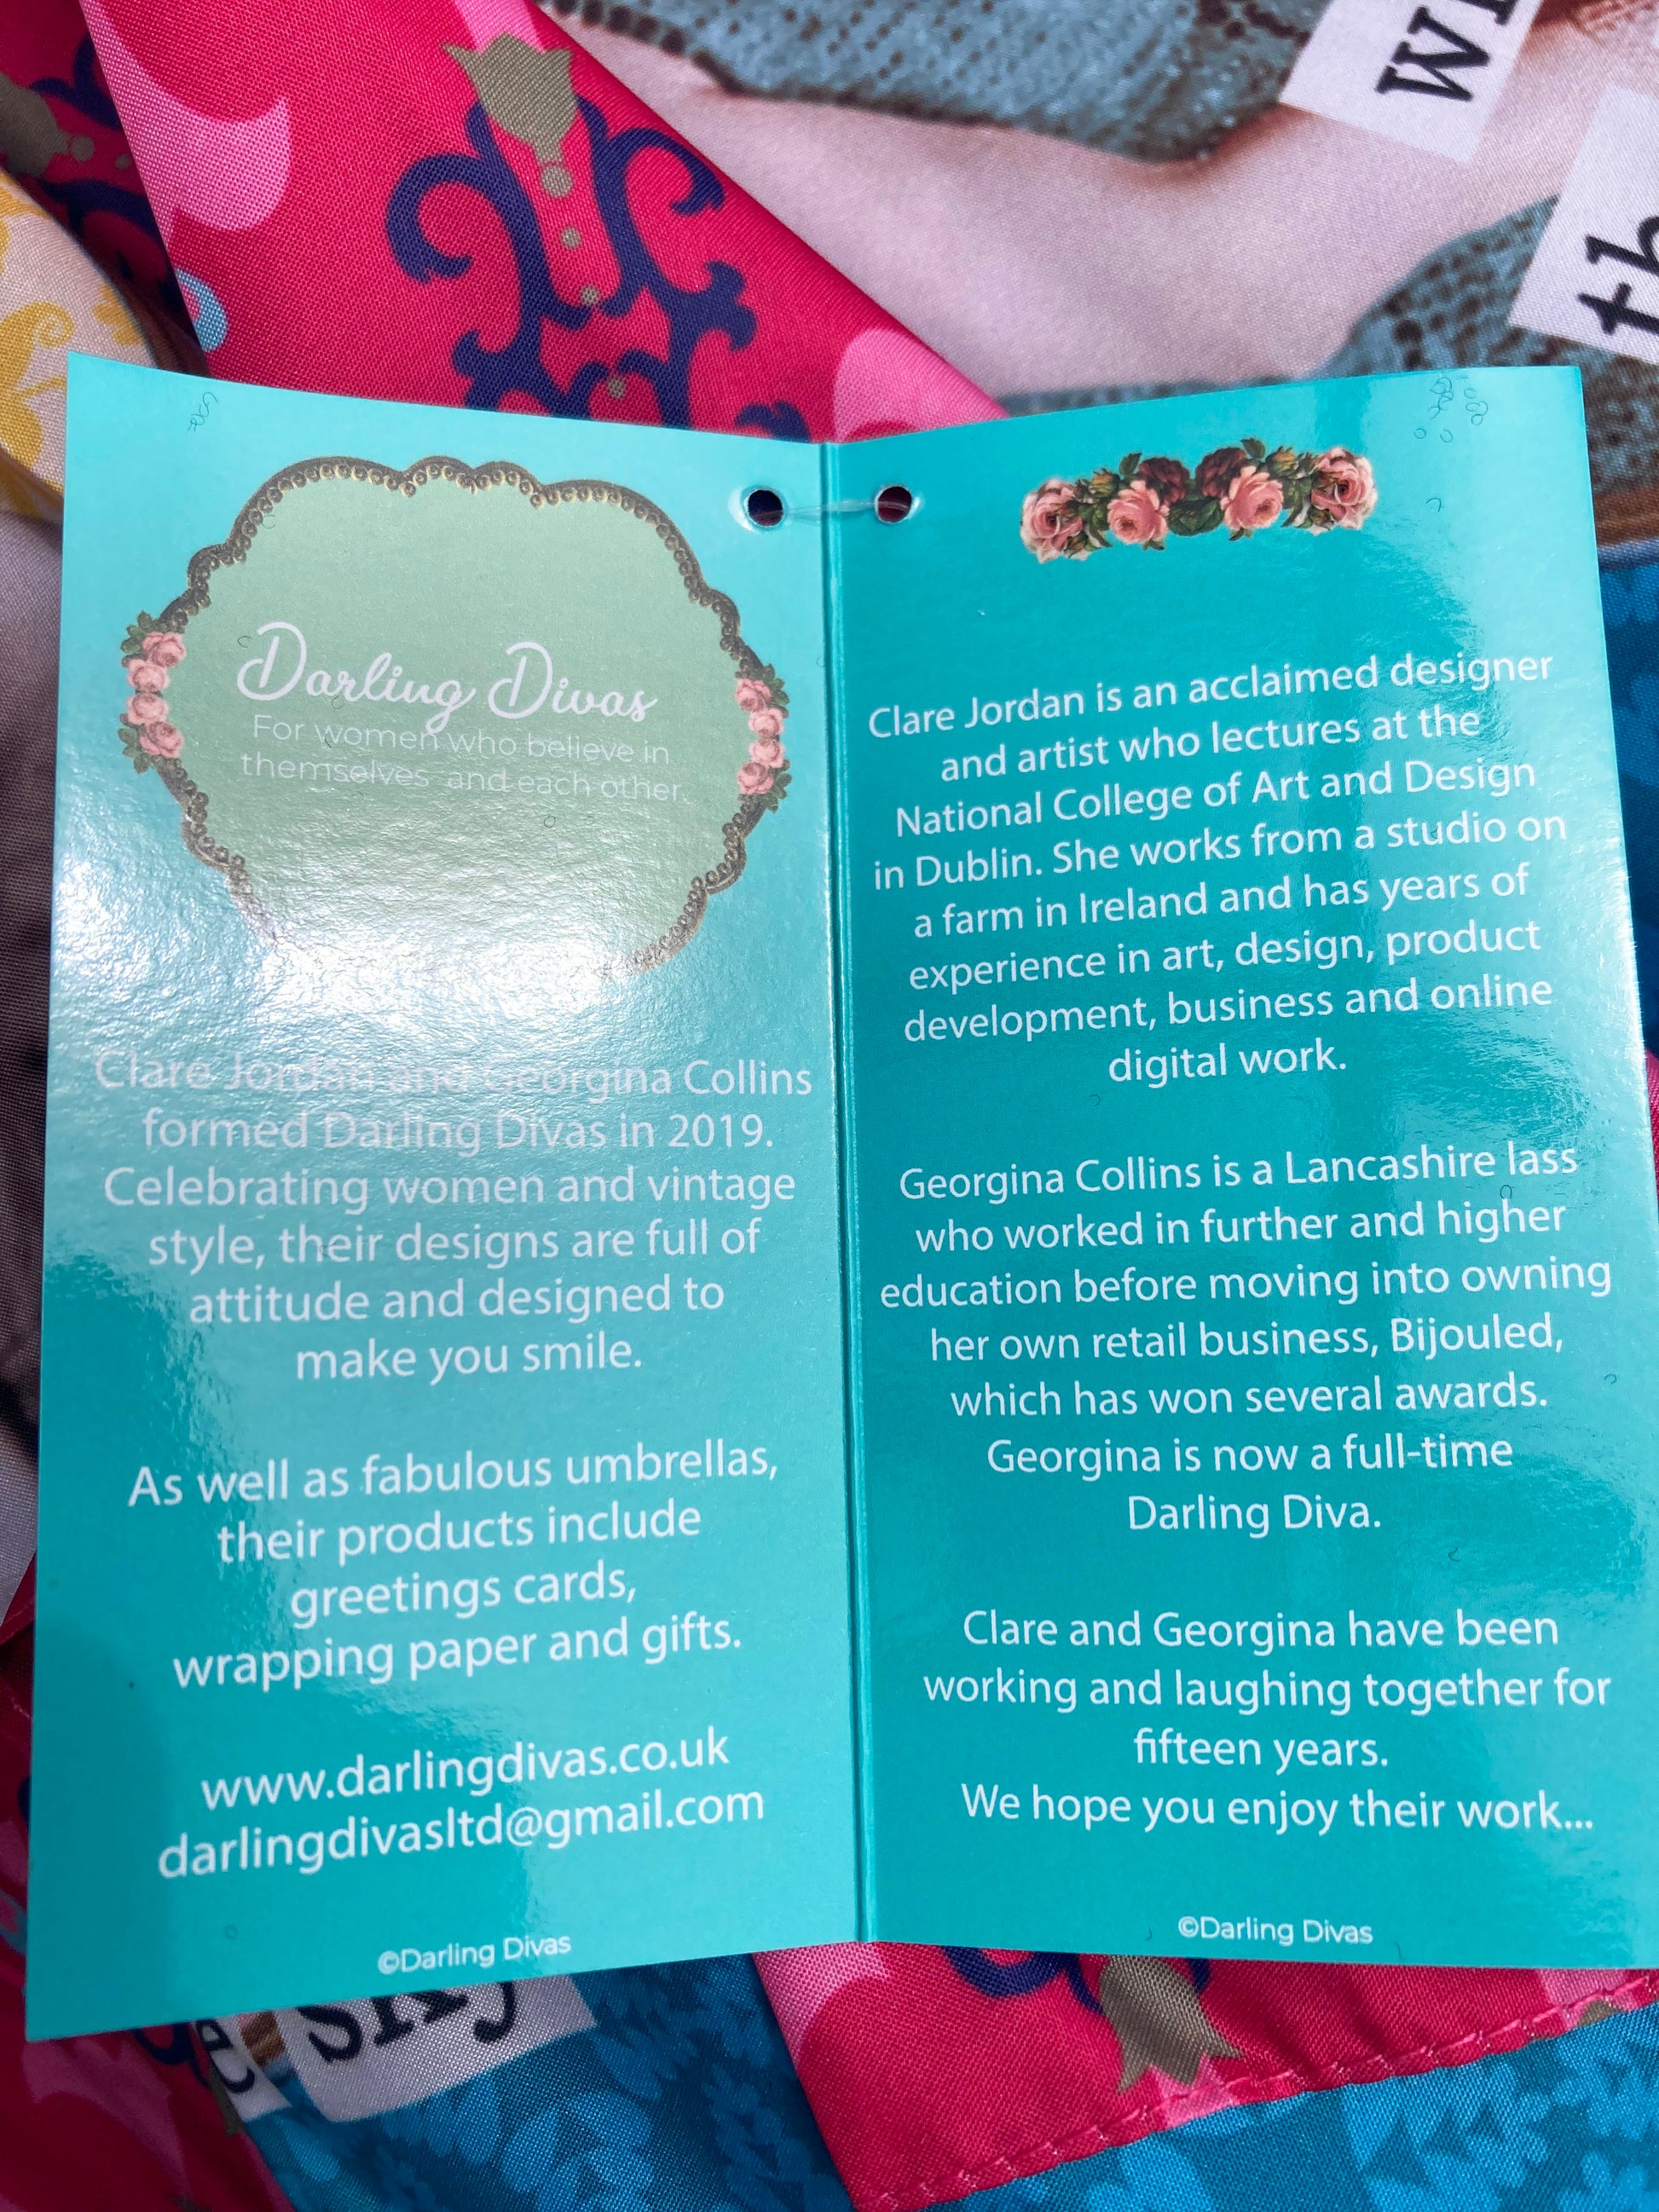 wi
th
Darling Divas
For women who believe in
themselves and each other.
Clare Jordan and Georgina Collins
formed Darling Divas in 2019.
Celebrating women and vintage
style, their designs are full of
attitude and designed to
make you smile.
As well as fabulous umbrellas,
their products include
greetings cards,
wrapping paper and gifts.
www.darlingdivas.co.uk
darlingdivasltd@gmail.com
©Darling Divas
Clare Jordan is an acclaimed designer
and artist who lectures at the
National College of Art and Design
in Dublin. She works from a studio on
a farm in Ireland and has years of
experience in art, design, product
development, business and online
digital work.
Georgina Collins is a Lancashire lass
who worked in further and higher
education before moving into owning
her own retail business, Bijouled,
which has won several awards.
Georgina is now a full-time
Darling Diva.
Clare and Georgina have been
working and laughing together for
fifteen years.
We hope you enjoy their work...
©Darling Divas